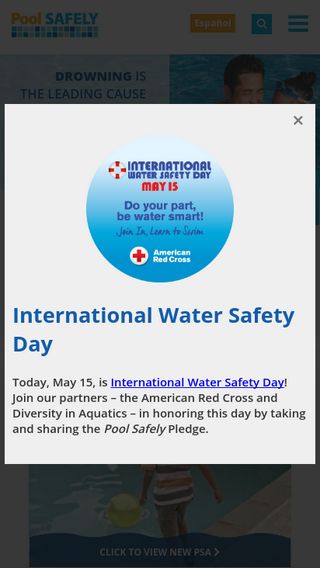 Pool SAFELY
Español
DROWNING IS
THE LEADING CAUSE
×
INTERNATIONAL
WATER SAFETY DAY
MAY 15
Do your part,
be water smart!
Join In, Learn to Swim
American
Red Cross
International Water Safety
Day
Today, May 15, is International Water Safety Day!
Join our partners – the American Red Cross and
Diversity in Aquatics – in honoring this day by taking
and sharing the Pool Safely Pledge.
CLICK TO VIEW NEW PSA >